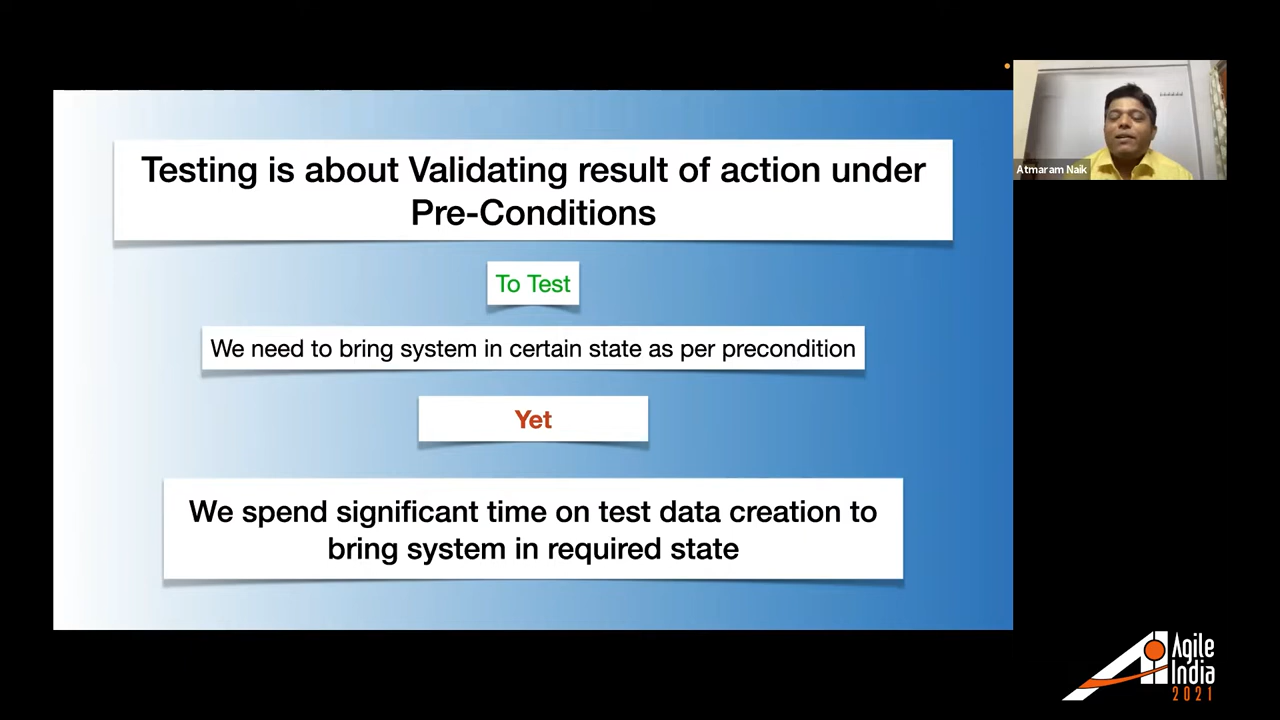 Testing is about Validating result of action under
Pre-Conditions
To Test
We need to bring system in certain state as per precondition
Yet
We spend significant time on test data creation to
bring system in required state
Atmaram Naik
Agile
India
2021